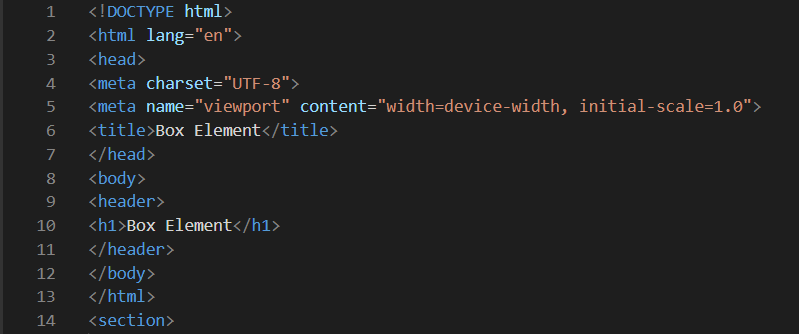 1 <!DOCTYPE html>
2 <html lang="en">
3 <head>
4 <meta charset="UTF-8">
5 <meta name="viewport" content="width=device-width, initial-scale=1.0">
6 <title>Box Element</title>
7 </head>
8 <body>
9 <header>
10 <h1>Box Element</h1>
11 </header>
12 </body>
13 </html>
14 <section>